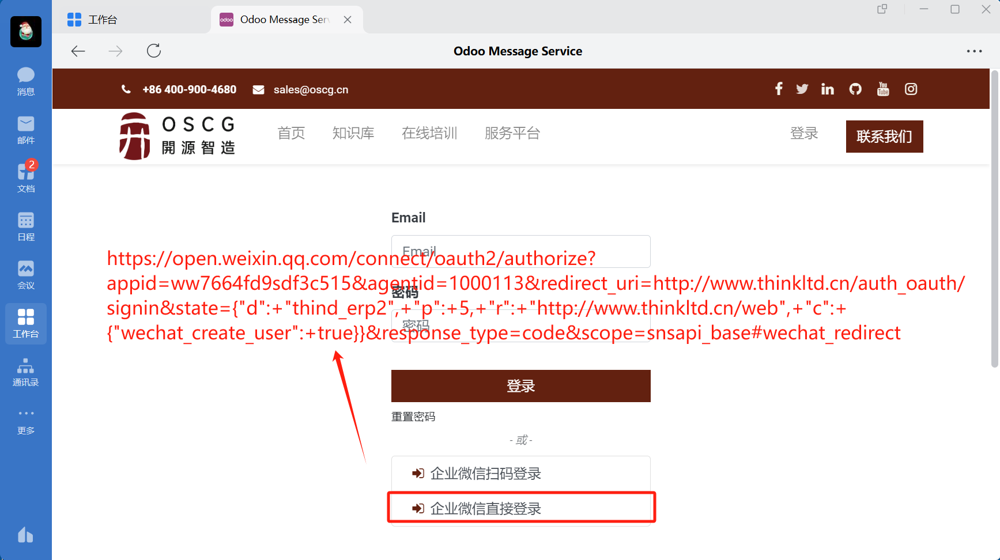 工作台
Odoo Message Ser
Odoo Message Service
消息
邮件
2
文档
日程
会议
工作台
通讯录
更多
+86 400-900-4680
sales@oscg.cn
You
Tube
OSCG
開源智造
首页
知识库
在线培训
服务平台
登录
联系我们
Email
Email
https://open.weixin.qq.com/connect/oauth2/authorize?
appid=ww7664fd9sdf3c515&agentid=1000113&redirect_uri=http://www.thinkltd.cn/auth_oauth/
密码
signin&state={"d":+"thind_erp2",+"p":+5,+"r":+"http://www.thinkltd.cn/web",+"c":+
密码
{"wechat_create_user":+true}}&response_type=code&scope=snsapi_base#wechat_redirect
登录
重置密码
- 或 -
企业微信扫码登录
企业微信直接登录